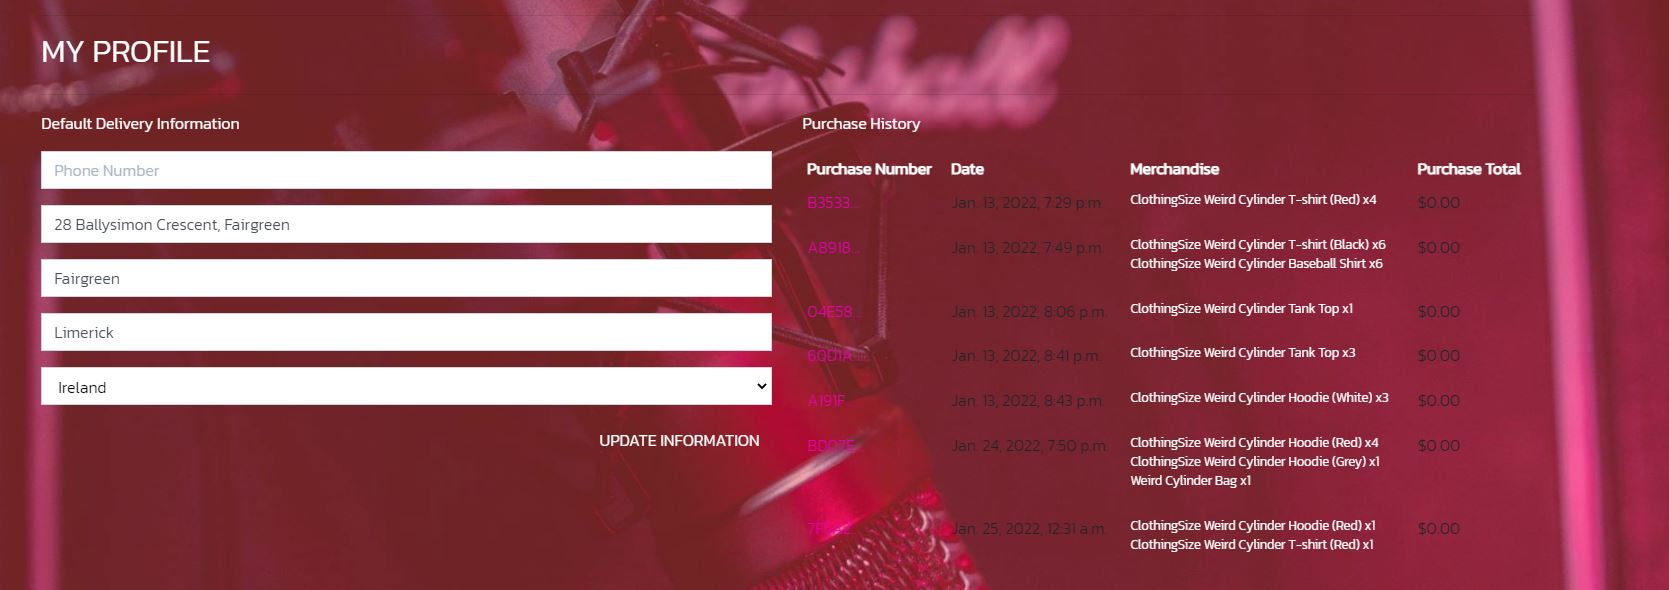 MY PROFILE
Default Delivery Information
Phone Number
28 Ballysimon Crescent, Fairgreen
Fairgreen
Limerick
Ireland
UPDATE INFORMATION
Purchase History
Purchase Number Date Merchandise Purchase Total
B3533... Jan. 13, 2022, 7:29 p.m. ClothingSize Weird Cylinder T-shirt (Red) x4 $0.00
A8918... Jan. 13, 2022, 7:49 p.m. ClothingSize Weird Cylinder T-shirt (Black) x6 $0.00
ClothingSize Weird Cylinder Baseball Shirt x6
04E58... Jan. 13, 2022, 8:06 p.m. ClothingSize Weird Cylinder Tank Top x1 $0.00
60D1A... Jan. 13, 2022, 8:41 p.m. ClothingSize Weird Cylinder Tank Top x3 $0.00
A191F... Jan. 13, 2022, 8:43 p.m. ClothingSize Weird Cylinder Hoodie (White) x3 $0.00
Jan. 24, 2022, 7:50 p.m. ClothingSize Weird Cylinder Hoodie (Red) x4 $0.00
ClothingSize Weird Cylinder Hoodie (Grey) x1
Weird Cylinder Bag x1
Jan. 25, 2022, 12:31 a.m. ClothingSize Weird Cylinder Hoodie (Red) x1 $0.00
ClothingSize Weird Cylinder T-shirt (Red) x1